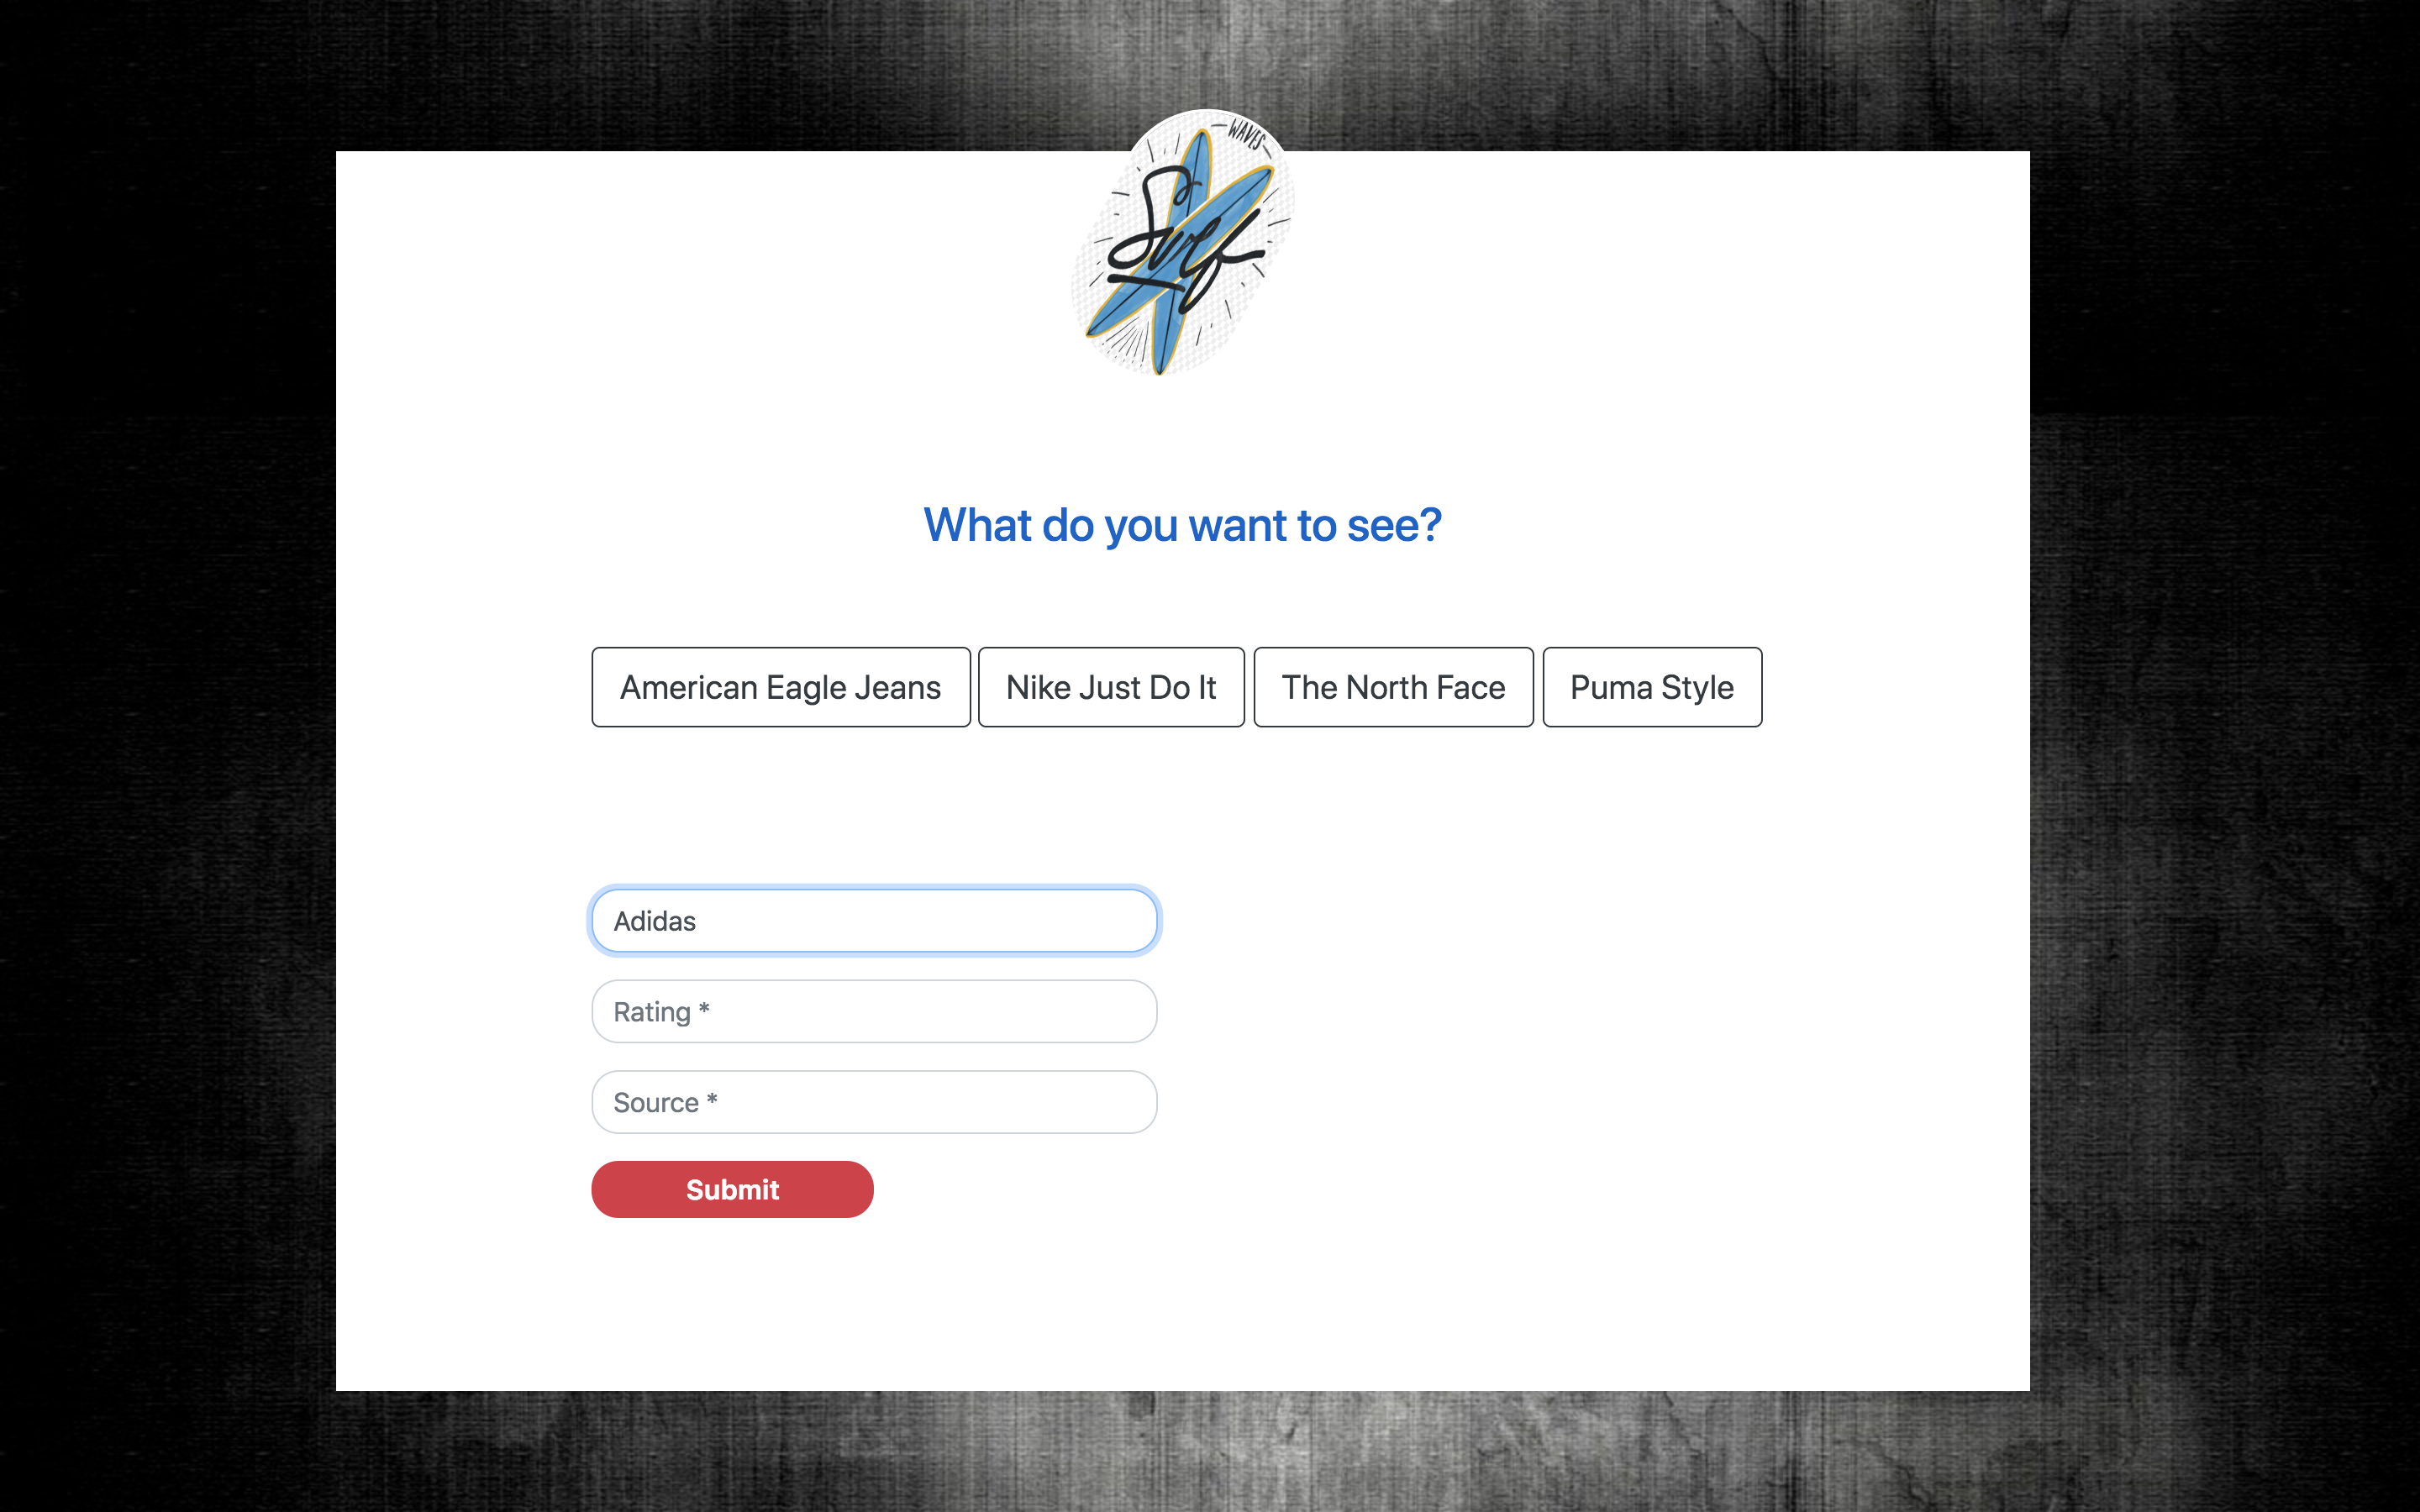 WAVES
Surf
What do you want to see?
American Eagle Jeans Nike Just Do It The North Face Puma Style
Adidas
Rating *
Source *
Submit